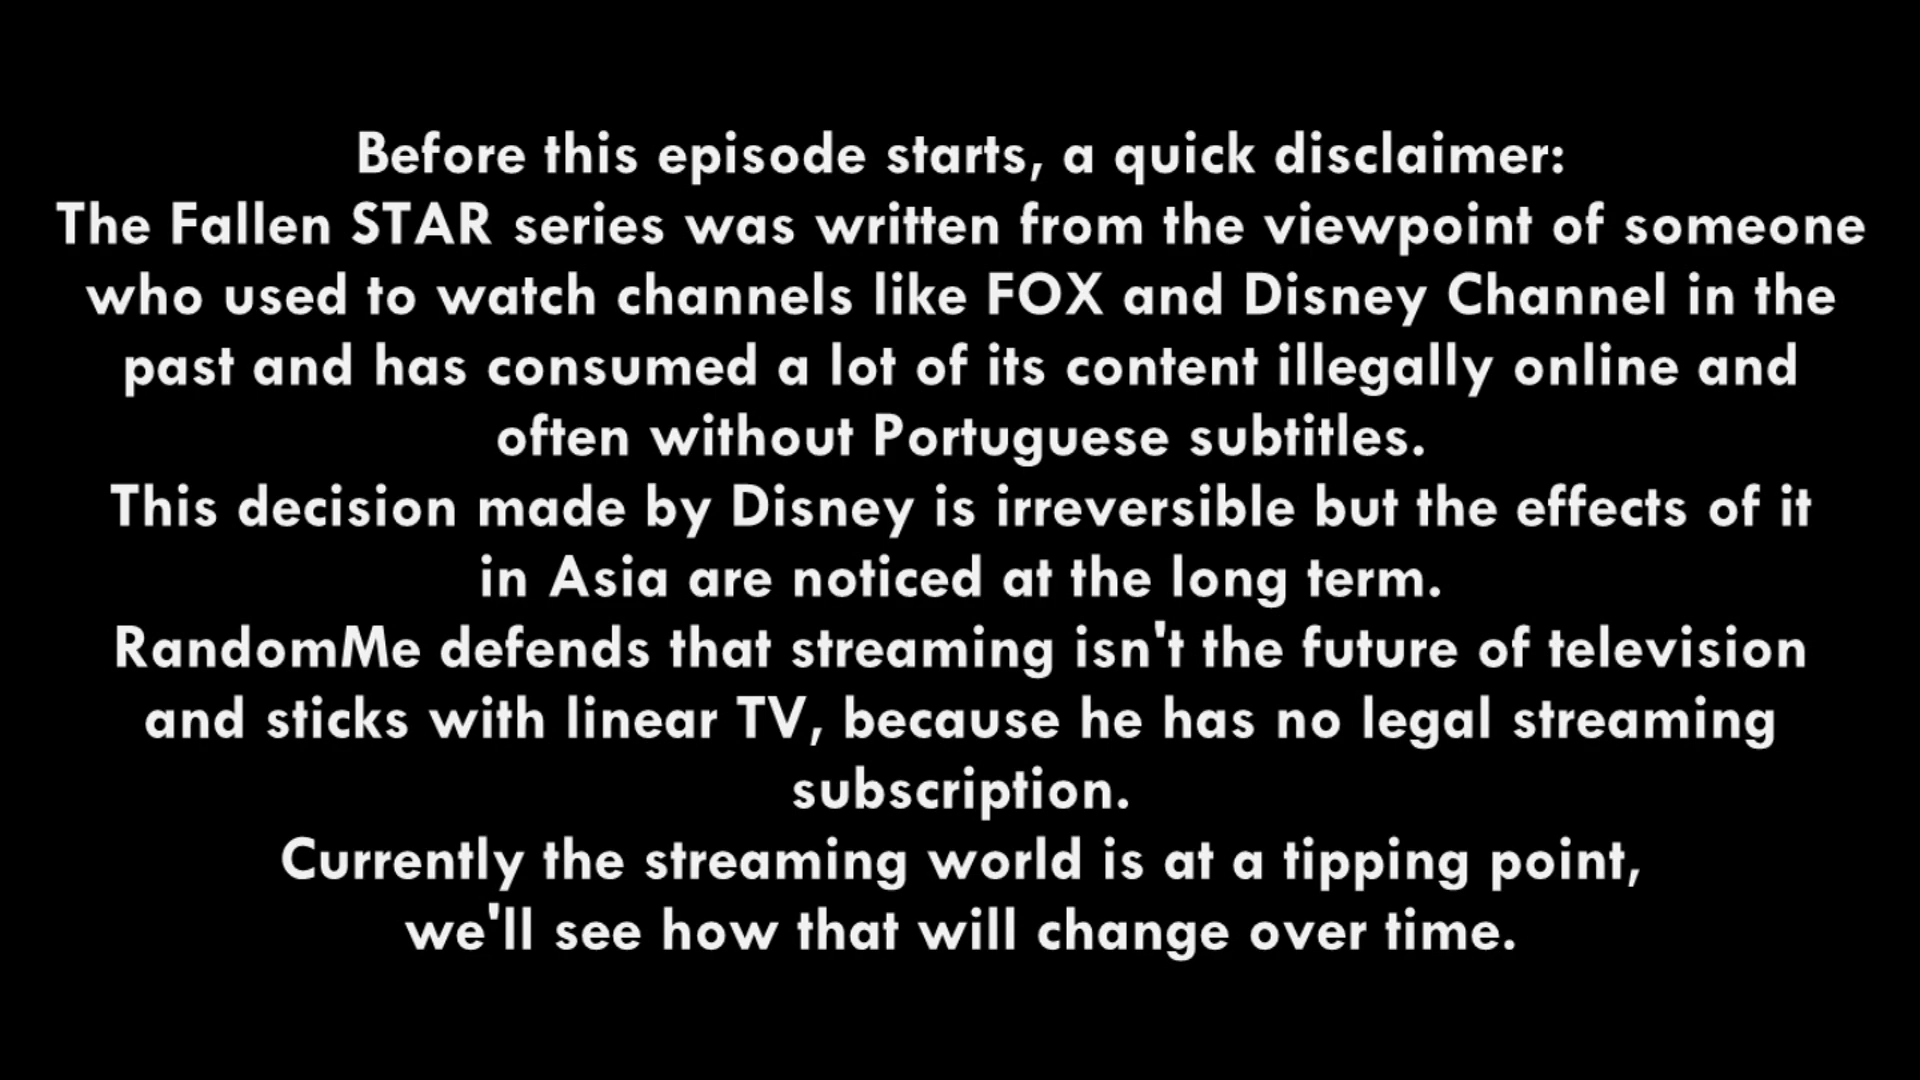 Before this episode starts, a quick disclaimer:
The Fallen STAR series was written from the viewpoint of someone
who used to watch channels like FOX and Disney Channel in the
past and has consumed a lot of its content illegally online and
often without Portuguese subtitles.
This decision made by Disney is irreversible but the effects of it
in Asia are noticed at the long term.
RandomMe defends that streaming isn't the future of television
and sticks with linear TV, because he has no legal streaming
subscription.
Currently the streaming world is at a tipping point,
we'll see how that will change over time.